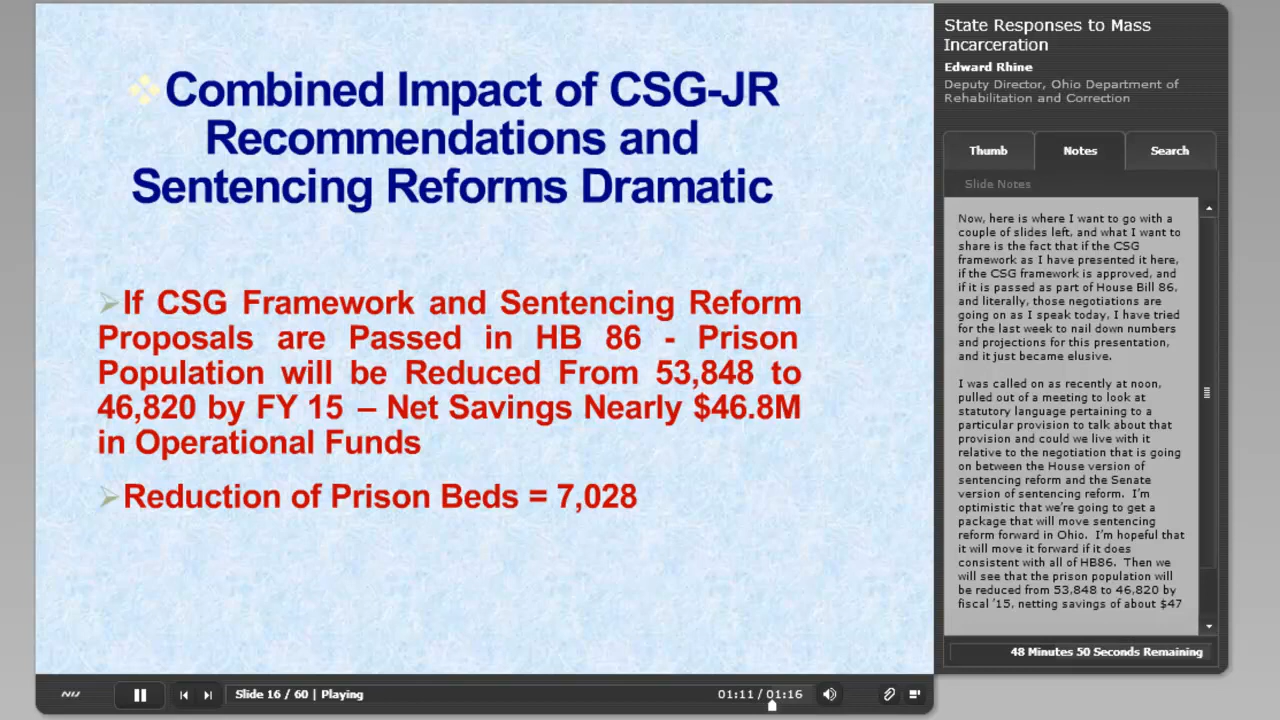 Combined Impact of CSG-JR
Recommendations and
Sentencing Reforms Dramatic
If CSG Framework and Sentencing Reform
Proposals are Passed in HB 86 - Prison
Population will be Reduced From 53,848 to
46,820 by FY 15 – Net Savings Nearly $46.8M
in Operational Funds
Reduction of Prison Beds = 7,028
State Responses to Mass
Incarceration
Edward Rhine
Deputy Director, Ohio Department of
Rehabilitation and Correction
Thumb
Notes
Search
Slide Notes
Now, here is where I want to go with a
couple of slides left, and what I want to
share is the fact that if the CSG
framework as I have presented it here,
if the CSG framework is approved, and
if it is passed as part of House Bill 86,
and literally, those negotiations are
going on as I speak today, I have tried
for the last week to nail down numbers
and projections for this presentation,
and it just became elusive.
I was called on as recently at noon,
pulled out of a meeting to look at
statutory language pertaining to a
particular provision to talk about that
provision and could we live with it
relative to the negotiation that is going
on between the House version of
sentencing reform and the Senate
version of sentencing reform.  I'm
optimistic that we're going to get a
package that will move sentencing
reform forward in Ohio.  I'm hopeful that
it will move it forward if it does
consistent with all of HB86.  Then we
will see that the prison population will
be reduced from 53,848 to 46,820 by
fiscal '15, netting savings of about $47
48 Minutes 50 Seconds Remaining
NU
Slide 16 / 60 | Playing
01:11 / 01:16